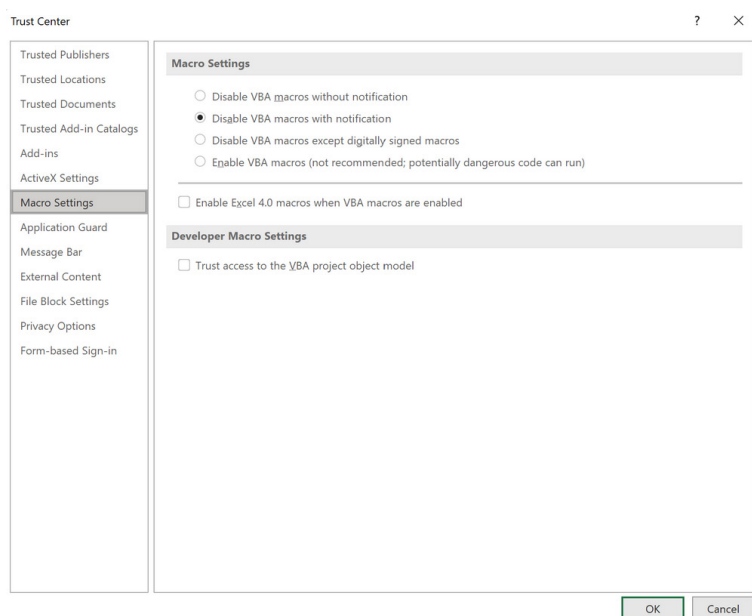 Trust Center
?
Trusted Publishers
Trusted Locations
Trusted Documents
Trusted Add-in Catalogs
Add-ins
ActiveX Settings
Macro Settings
Application Guard
Message Bar
External Content
File Block Settings
Privacy Options
Form-based Sign-in
Macro Settings
Disable VBA macros without notification
Disable VBA macros with notification
Disable VBA macros except digitally signed macros
Enable VBA macros (not recommended; potentially dangerous code can run)
Enable Excel 4.0 macros when VBA macros are enabled
Developer Macro Settings
Trust access to the VBA project object model
OK
Cancel